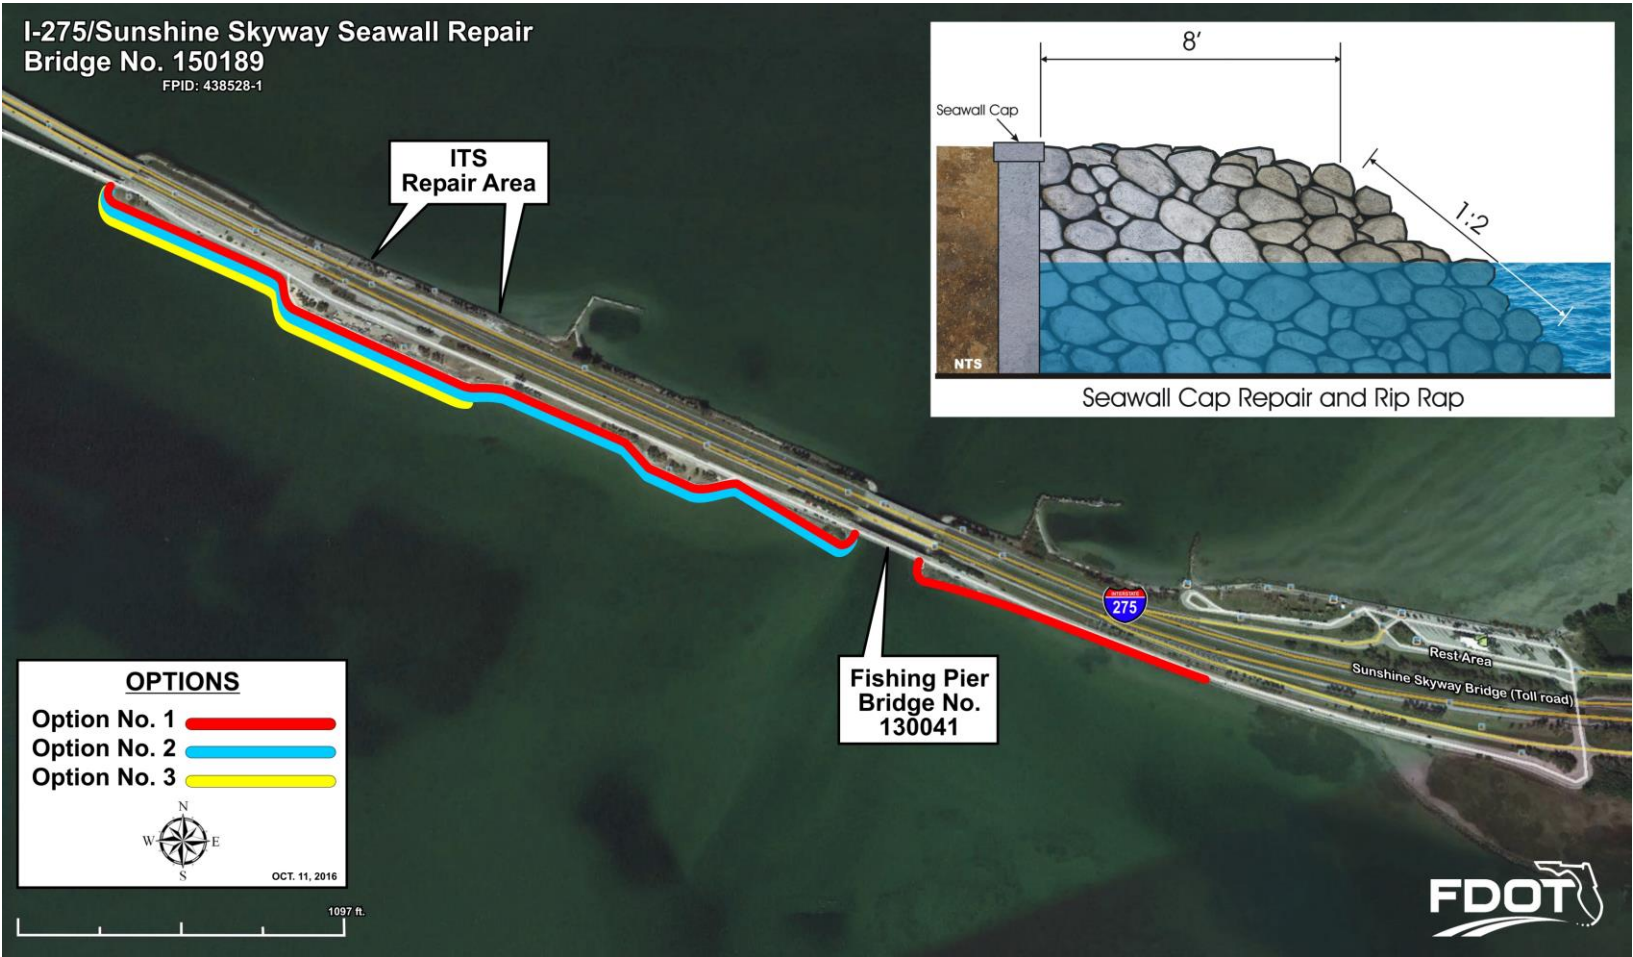 I-275/Sunshine Skyway Seawall Repair
Bridge No. 150189
FPID: 438528-1
ITS
Repair Area
8'
Seawall Cap
1:2
NTS
Seawall Cap Repair and Rip Rap
INTERSTATE
275
Rest Area
Sunshine Skyway Bridge (Toll road)
Fishing Pier
Bridge No.
130041
OPTIONS
Option No. 1
Option No. 2
Option No. 3
N
W E
S
OCT. 11, 2016
1097 ft.
FDOT